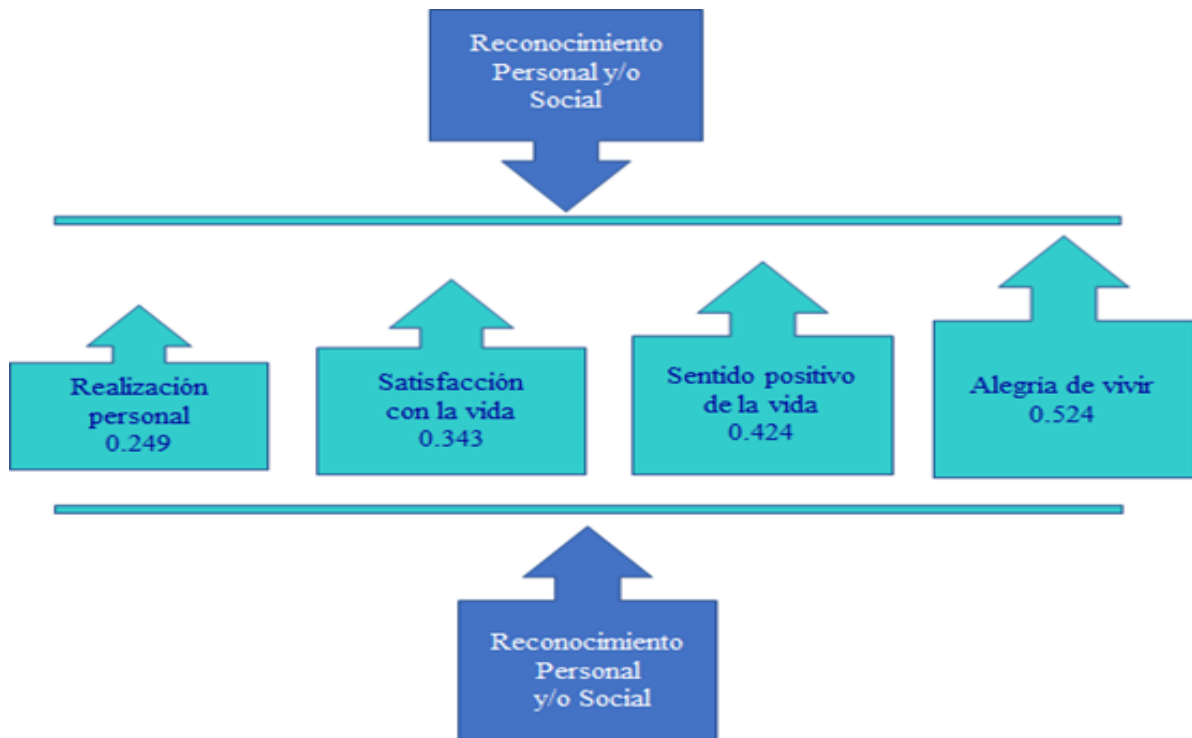 Reconocimiento
Personal y/o
Social
Realización
personal
0.249
Satisfacción
con la vida
0.343
Sentido positivo
de la vida
0.424
Alegría de vivir
0.524
Reconocimiento
Personal
y/o Social